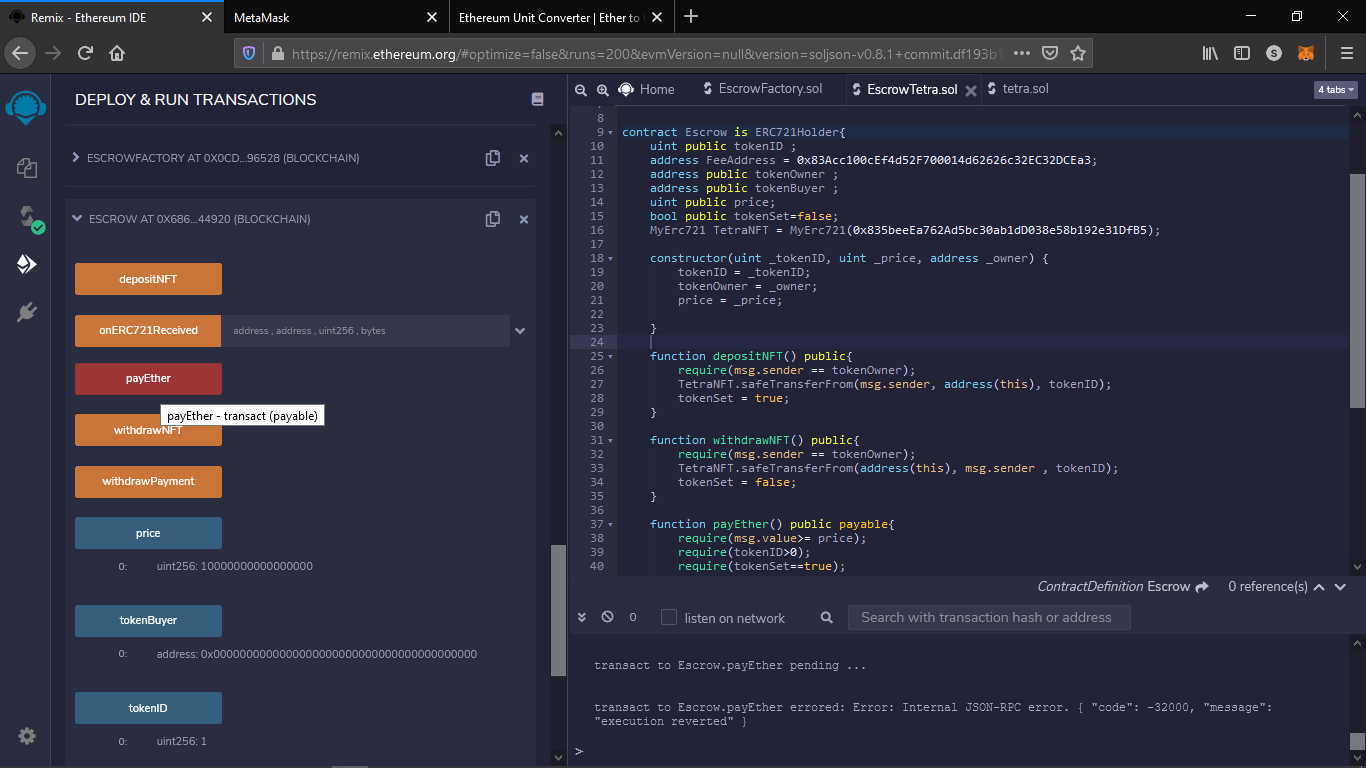 Remix - Ethereum IDE
MetaMask
Ethereum Unit Converter | Ether to
https://remix.ethereum.org/#optimize=false&runs=200&evmVersion=null&version=soljson-v0.8.1+commit.df193b1
DEPLOY & RUN TRANSACTIONS
ESCROWFACTORY AT 0X0CD...96528 (BLOCKCHAIN)
ESCROW AT 0X686...44920 (BLOCKCHAIN)
depositNFT
onERC721Received address , address , uint256 , bytes
payEther
payEther - transact (payable)
withdrawNFT
withdrawPayment
price
0: uint256: 10000000000000000
tokenBuyer
0: address: 0x0000000000000000000000000000000000000000
tokenID
0: uint256: 1
Home
EscrowFactory.sol
EscrowTetra.sol
tetra.sol
4 tabs
8
9 contract Escrow is ERC721Holder{
10 uint public tokenID ;
11 address FeeAddress = 0x83Acc100cEf4d52F700014d62626c32EC32DCEa3;
12 address public tokenOwner ;
13 address public tokenBuyer ;
14 uint public price;
15 bool public tokenSet=false;
16 MyErc721 TetraNFT = MyErc721(0x835beeEa762Ad5bc30ab1dD038e58b192e31DfB5);
17
18 constructor(uint _tokenID, uint _price, address _owner) {
19 tokenID = _tokenID;
20 tokenOwner = _owner;
21 price = _price;
22
23 }
24
25 function depositNFT() public{
26 require(msg.sender == tokenOwner);
27 TetraNFT.safeTransferFrom(msg.sender, address(this), tokenID);
28 tokenSet = true;
29 }
30
31 function withdrawNFT() public{
32 require(msg.sender == tokenOwner);
33 TetraNFT.safeTransferFrom(address(this), msg.sender , tokenID);
34 tokenSet = false;
35 }
36
37 function payEther() public payable{
38 require(msg.value>= price);
39 require(tokenID>0);
40 require(tokenSet==true);
ContractDefinition Escrow 0 reference(s)
0 listen on network Search with transaction hash or address
transact to Escrow.payEther pending ...
transact to Escrow.payEther errored: Error: Internal JSON-RPC error. { "code": -32000, "message":
"execution reverted" }
>